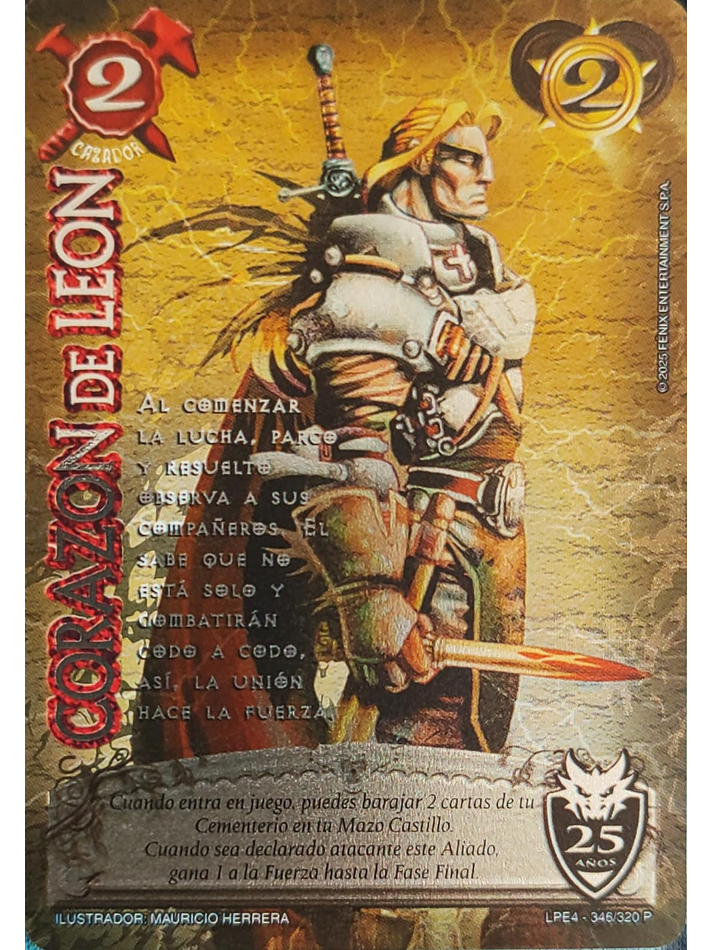 2
CAZADOR
2
CORAZON DE LEON
© 2025 FENIX ENTERTAINMENT S.P.A.
AL COMENZAR
LA LUCHA, PARCO
Y RESUELTO
OBSERVA A SUS
COMPAÑEROS. EL
SABE QUE NO
ESTÁ SOLO Y
COMBATIRÁN
CODO A CODO,
ASÍ, LA UNIÓN
HACE LA FUERZA
Cuando entra en juego, puedes barajar 2 cartas de tu
Cementerio en tu Mazo Castillo.
Cuando sea declarado atacante este Aliado,
gana 1 a la Fuerza hasta la Fase Final.
25
AÑOS
ILUSTRADOR: MAURICIO HERRERA
LPE4 - 346/320 P